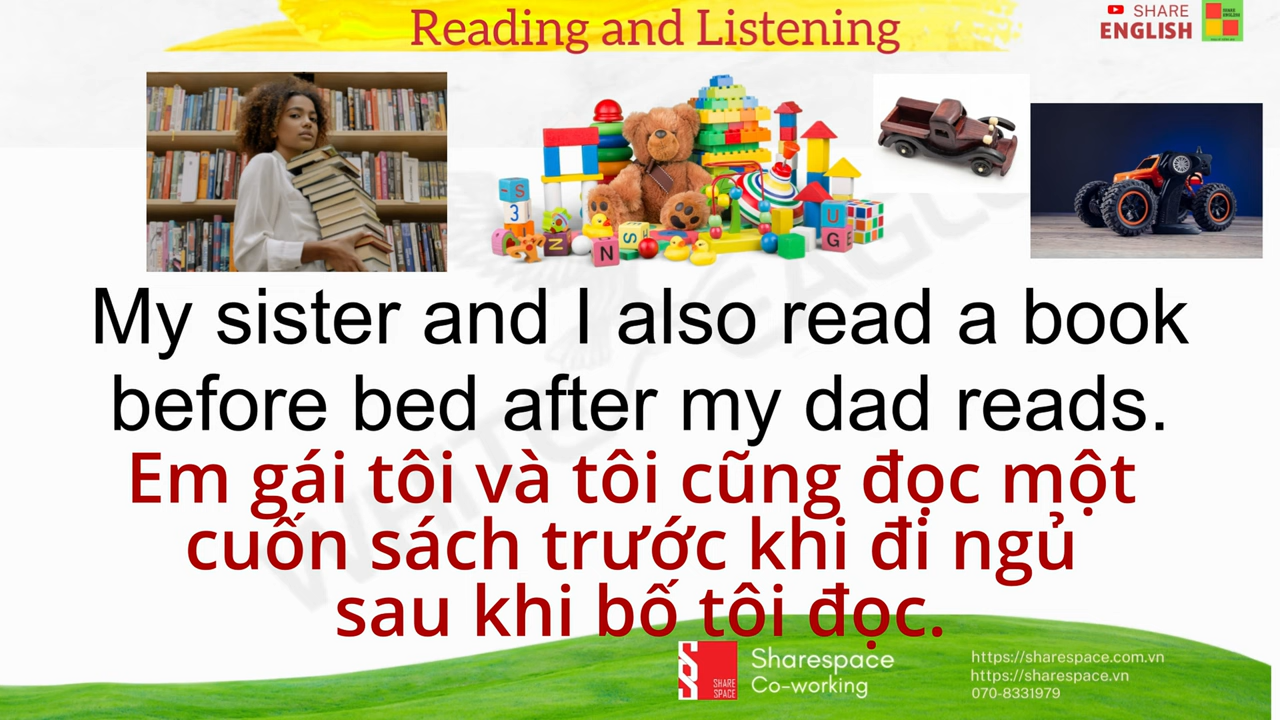 Reading and Listening
SHARE
ENGLISH
My sister and I also read a book
before bed after my dad reads.
Em gái tôi và tôi cũng đọc một
cuốn sách trước khi đi ngủ
sau khi bố tôi đọc.
SHARE
SPACE
Sharespace
Co-working
https://sharespace.com.vn
https://sharespace.vn
070-8331979